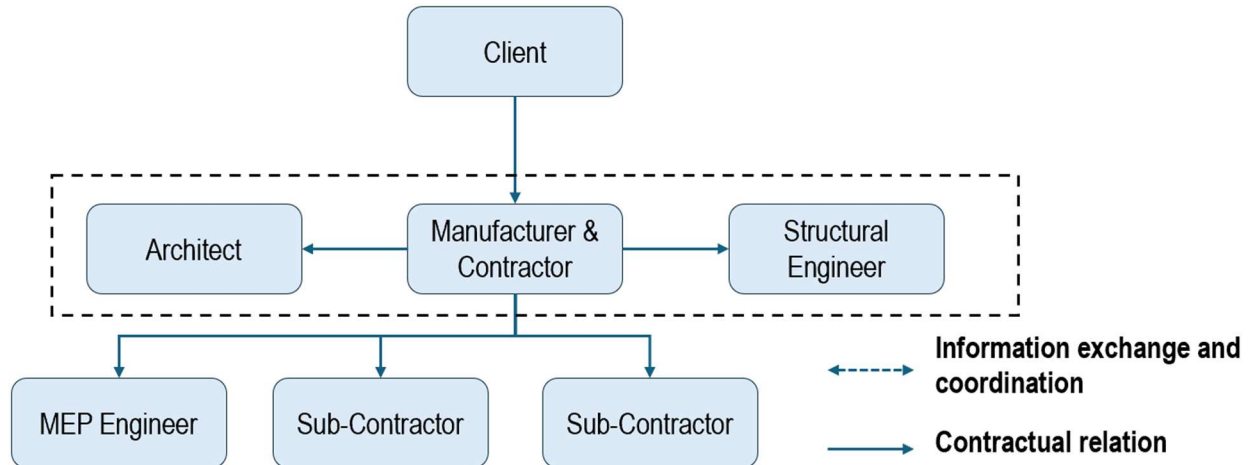 Client
Architect
Manufacturer &
Contractor
Structural
Engineer
MEP Engineer
Sub-Contractor
Sub-Contractor
Information exchange and
coordination
Contractual relation